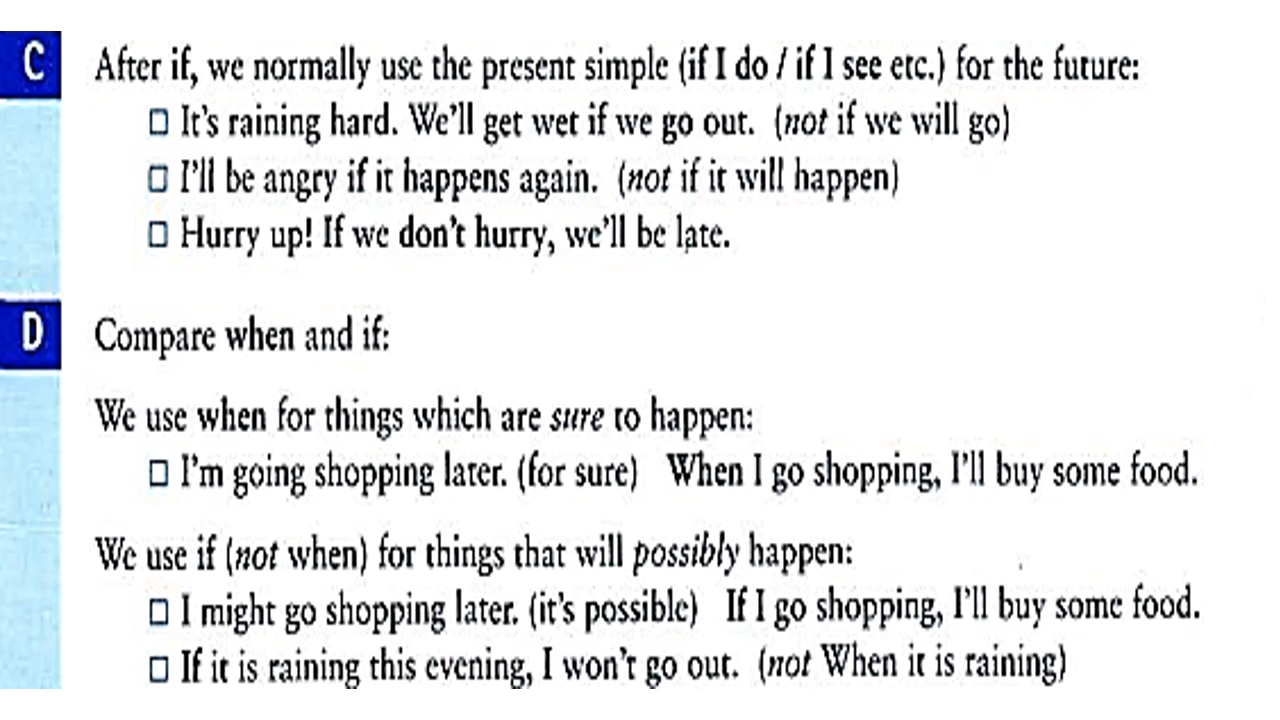 C After if, we normally use the present simple (if I do / if I see etc.) for the future:
□ It's raining hard. We'll get wet if we go out. (not if we will go)
□ I'll be angry if it happens again. (not if it will happen)
□ Hurry up! If we don't hurry, we'll be late.
D Compare when and if:
We use when for things which are sure to happen:
□ I'm going shopping later. (for sure) When I go shopping, I'll buy some food.
We use if (not when) for things that will possibly happen:
□ I might go shopping later. (it's possible) If I go shopping, I'll buy some food.
□ If it is raining this evening, I won't go out. (not When it is raining)